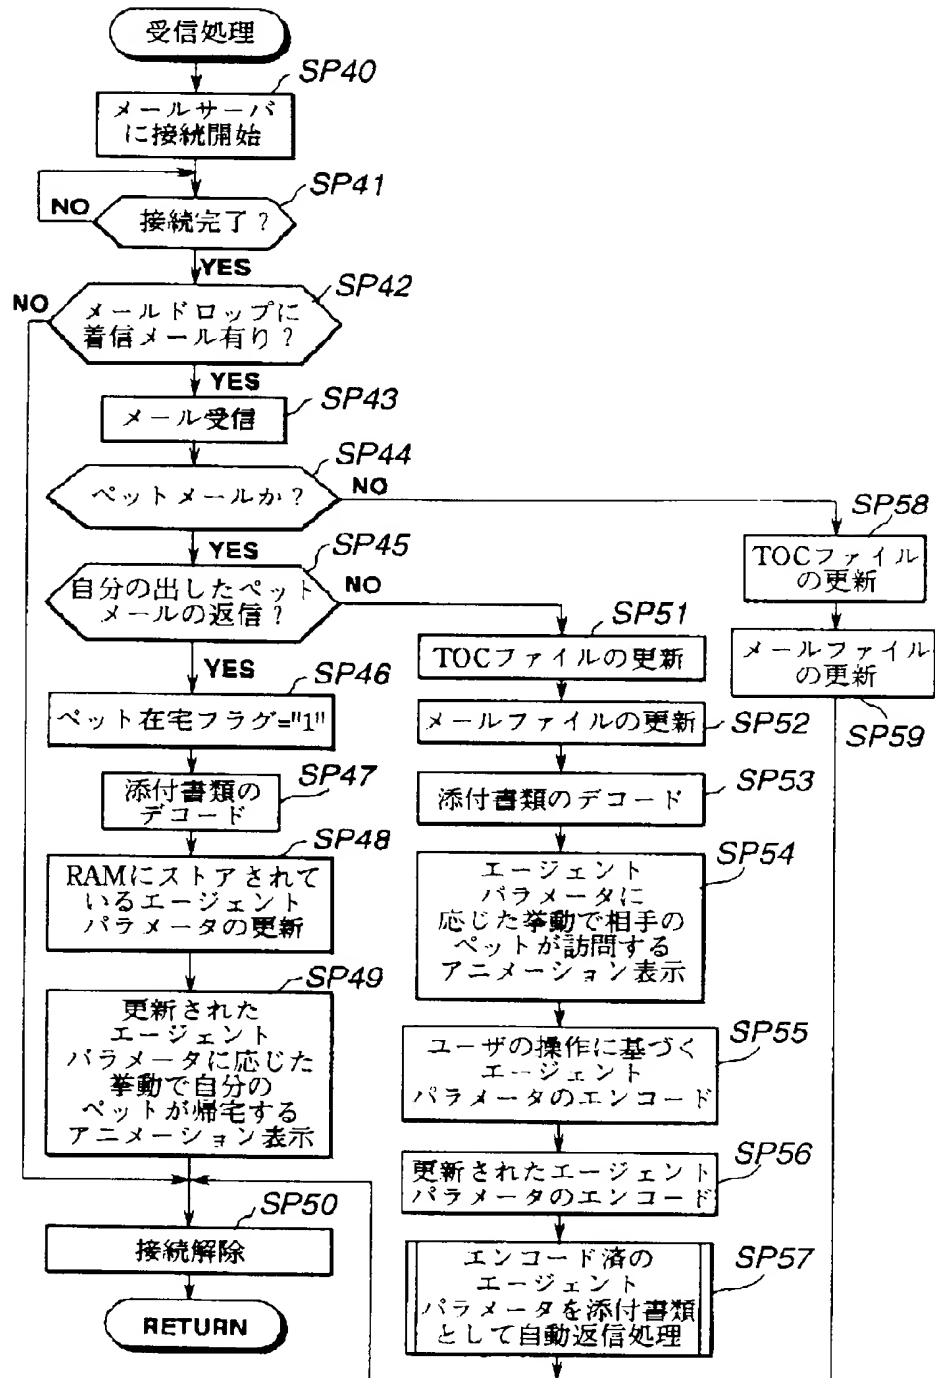 受信処理
SP40
メールサーバ
に接続開始
SP41
NO
接続完了？
YES
SP42
NO
メールドロップに
着信メール有り？
YES
SP43
メール受信
SP44
ペットメールか？
NO
YES
SP45
自分の出したペット
メールの返信？
NO
YES
SP46
ペット在宅フラグ="1"
SP47
添付書類の
デコード
SP48
RAMにストアされて
いるエージェント
パラメータの更新
SP49
更新された
エージェント
パラメータに応じた
挙動で自分の
ペットが帰宅する
アニメーション表示
SP50
接続解除
RETURN
SP51
TOCファイルの更新
メールファイルの更新
SP52
SP53
添付書類のデコード
SP54
エージェント
パラメータに
応じた挙動で相手の
ペットが訪問する
アニメーション表示
SP55
ユーザの操作に基づく
エージェント
パラメータのエンコード
SP56
更新されたエージェント
パラメータのエンコード
SP57
エンコード済の
エージェント
パラメータを添付書類
として自動返信処理
SP58
TOCファイル
の更新
メールファイル
の更新
SP59